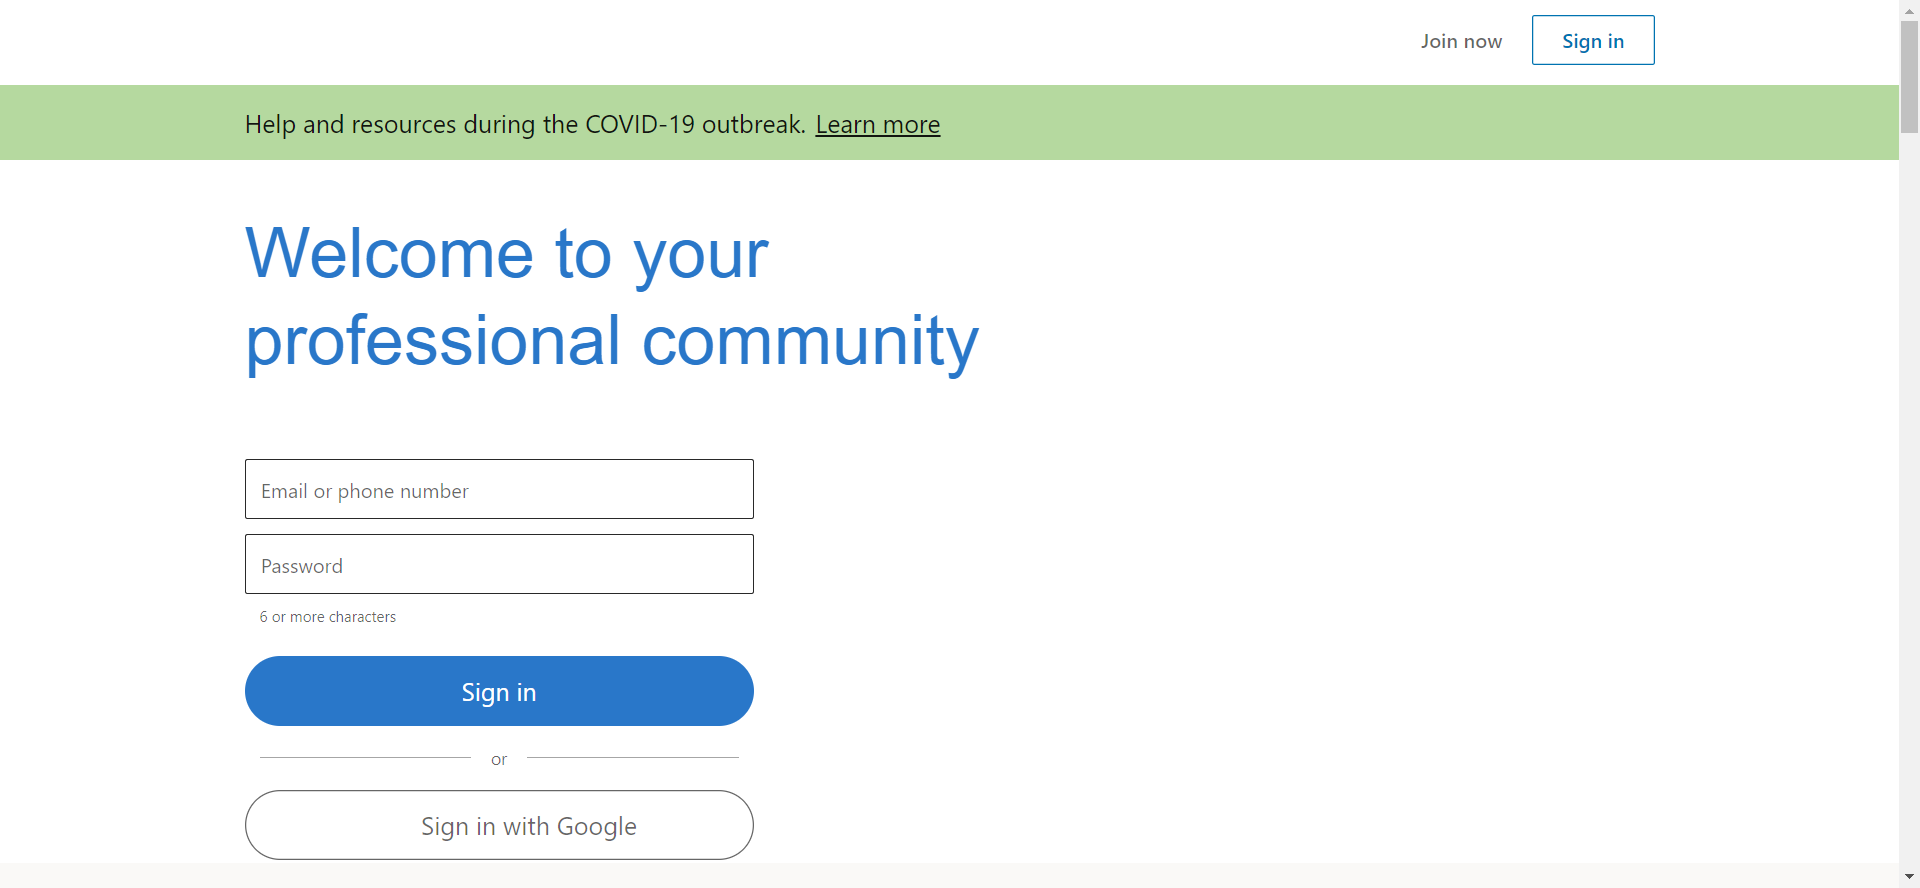 Join now
Sign in
Help and resources during the COVID-19 outbreak. Learn more
Welcome to your
professional community
Email or phone number
Password
6 or more characters
Sign in
or
Sign in with Google